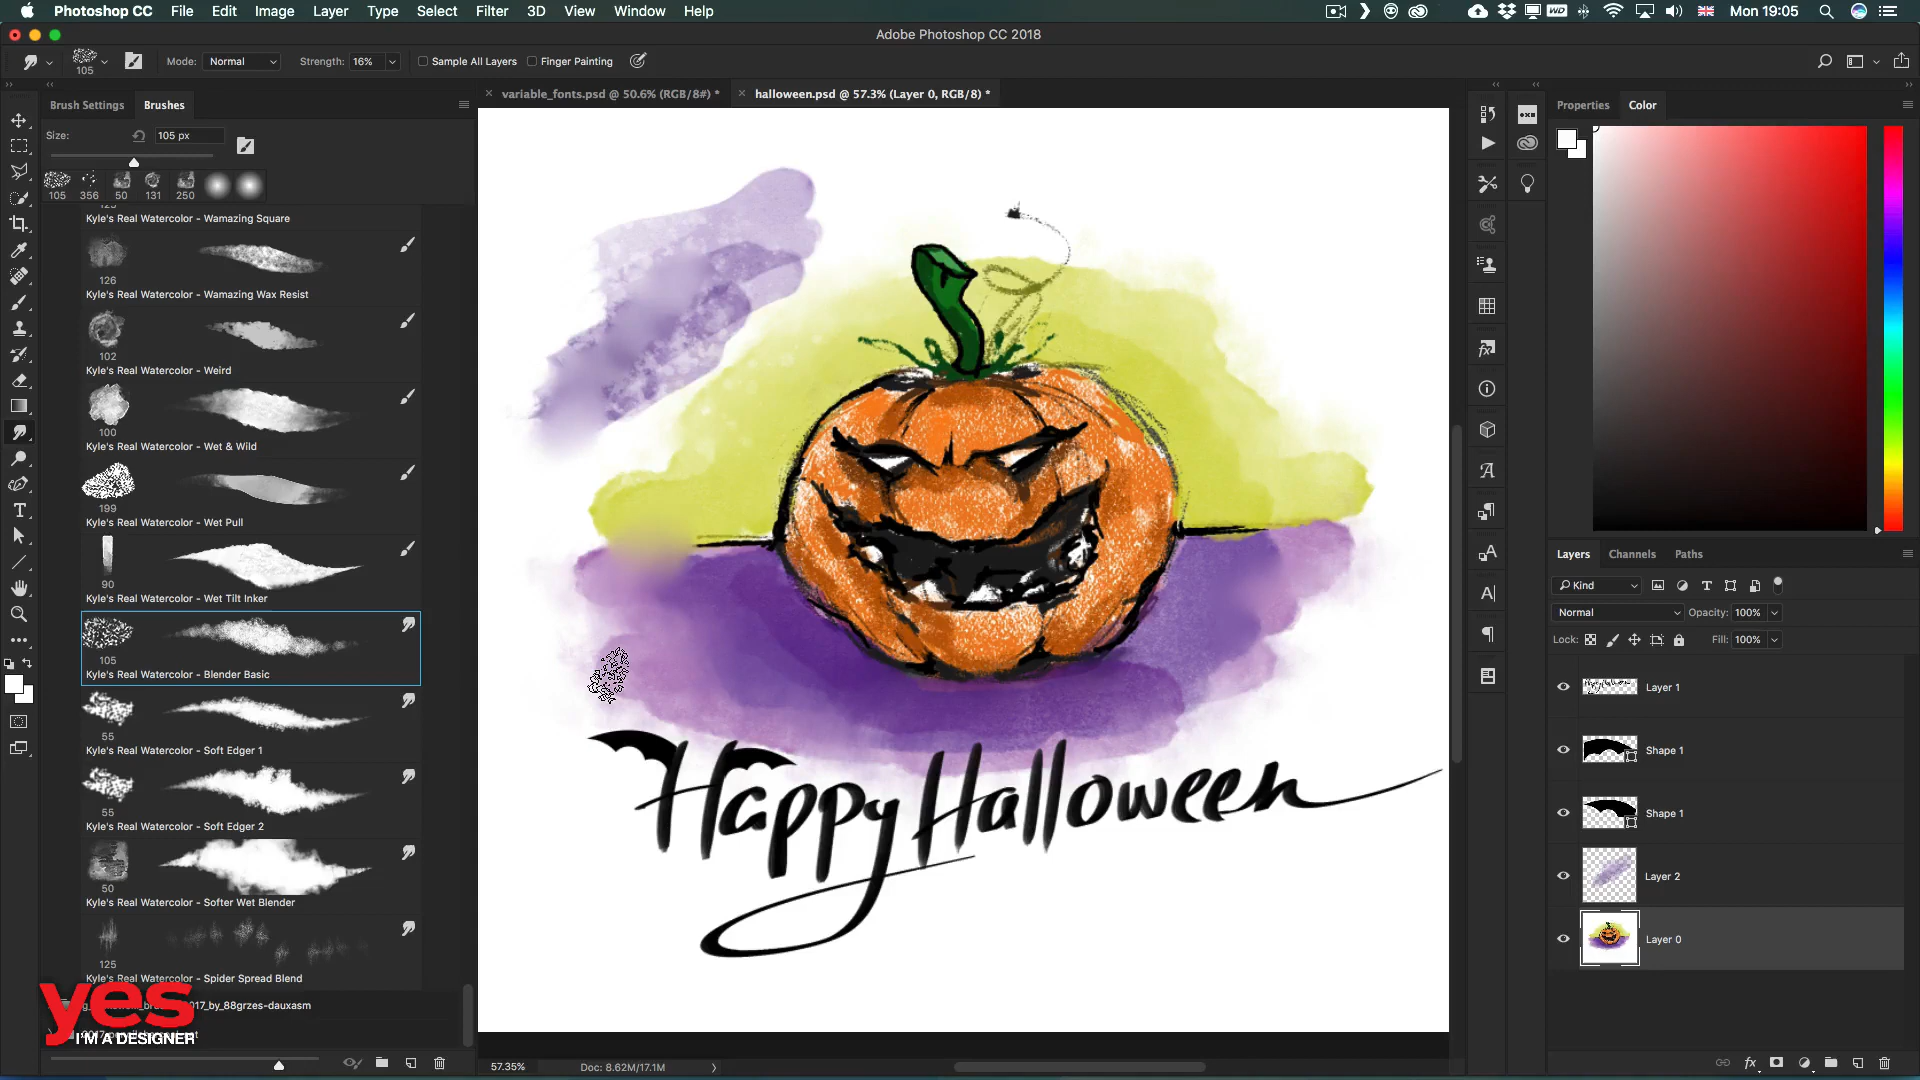 Photoshop CC File Edit Image Layer Type Select Filter 3D View Window Help
WD Mon 19:05
Adobe Photoshop CC 2018
105 Mode: Normal Strength: 16% Sample All Layers Finger Painting
Brush Settings Brushes
variable_fonts.psd @ 50.6% (RGB/8#) *
halloween.psd @ 57.3% (Layer 0, RGB/8) *
Properties Color
Size: 105 px
105 356 50 131 250
Kyle's Real Watercolor - Wamazing Square
126
Kyle's Real Watercolor - Wamazing Wax Resist
102
Kyle's Real Watercolor - Weird
100
Kyle's Real Watercolor - Wet & Wild
199
Kyle's Real Watercolor - Wet Pull
90
Kyle's Real Watercolor - Wet Tilt Inker
105
Kyle's Real Watercolor - Blender Basic
55
Kyle's Real Watercolor - Soft Edger 1
55
Kyle's Real Watercolor - Soft Edger 2
50
Kyle's Real Watercolor - Softer Wet Blender
125
Kyle's Real Watercolor - Spider Spread Blend
2017_by_88grzes-dauxasm
yes
I'M A DESIGNER
Happy Halloween
57.35% Doc: 8.62M/17.1M
Layers Channels Paths
Kind
Normal Opacity: 100%
Lock: Fill: 100%
Layer 1
Shape 1
Shape 1
Layer 2
Layer 0